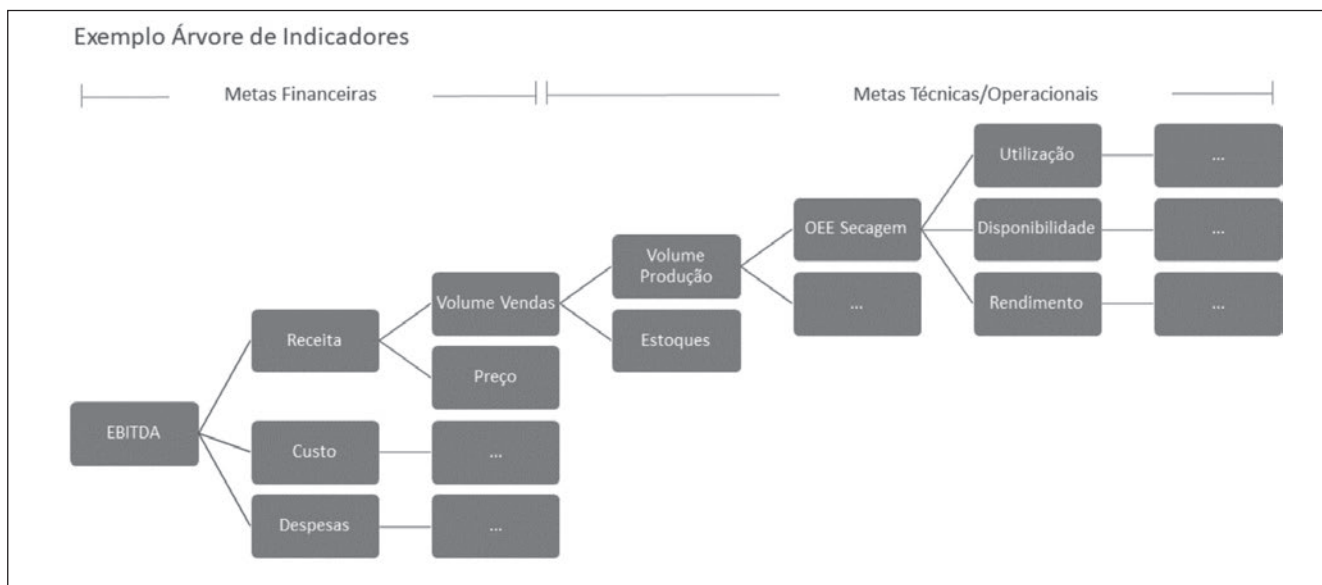 Exemplo Árvore de Indicadores
Metas Financeiras
Metas Técnicas/Operacionais
Utilização
...
OEE Secagem
Disponibilidade
...
Volume
Produção
Volume Vendas
...
Rendimento
...
Receita
Estoques
Preço
EBITDA
Custo
...
Despesas
...